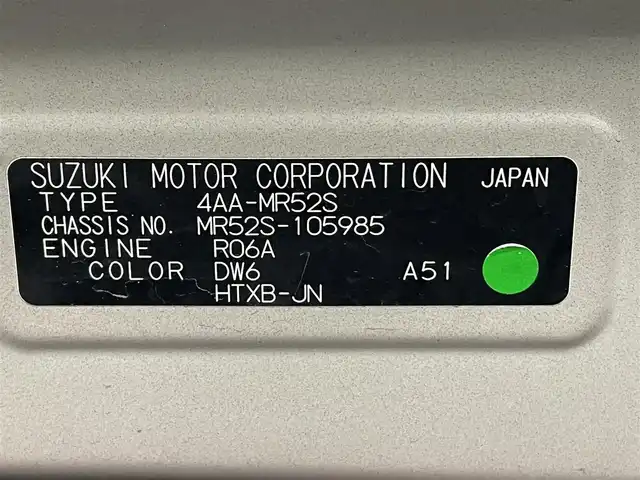 SUZUKI MOTOR CORPORATION JAPAN
TYPE 4AA-MR52S
CHASSIS NO. MR52S-105985
ENGINE R06A
COLOR DW6 A51
HTXB-JN